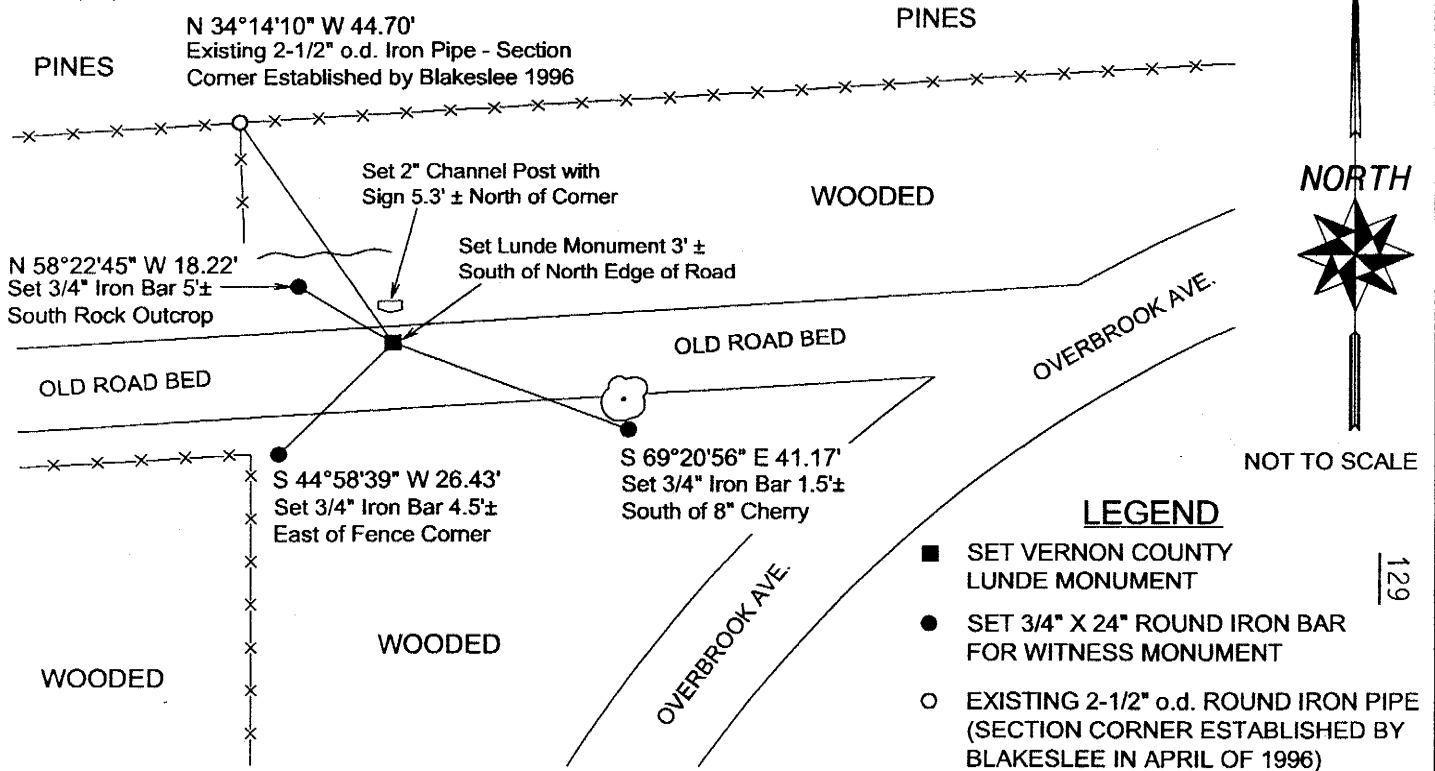 N 34°14'10" W 44.70'
Existing 2-1/2" o.d. Iron Pipe - Section
Corner Established by Blakeslee 1996
PINES
PINES
Set 2" Channel Post with
Sign 5.3' ± North of Corner
WOODED
NORTH
Set Lunde Monument 3' ±
South of North Edge of Road
N 58°22'45" W 18.22'
Set 3/4" Iron Bar 5'±
South Rock Outcrop
OVERBROOK AVE.
OLD ROAD BED
OLD ROAD BED
S 44°58'39" W 26.43'
Set 3/4" Iron Bar 4.5'±
East of Fence Corner
S 69°20'56" E 41.17'
Set 3/4" Iron Bar 1.5'±
South of 8" Cherry
NOT TO SCALE
WOODED
WOODED
OVERBROOK AVE.
LEGEND
SET VERNON COUNTY
LUNDE MONUMENT
SET 3/4" X 24" ROUND IRON BAR
FOR WITNESS MONUMENT
EXISTING 2-1/2" o.d. ROUND IRON PIPE
(SECTION CORNER ESTABLISHED BY
BLAKESLEE IN APRIL OF 1996)
129